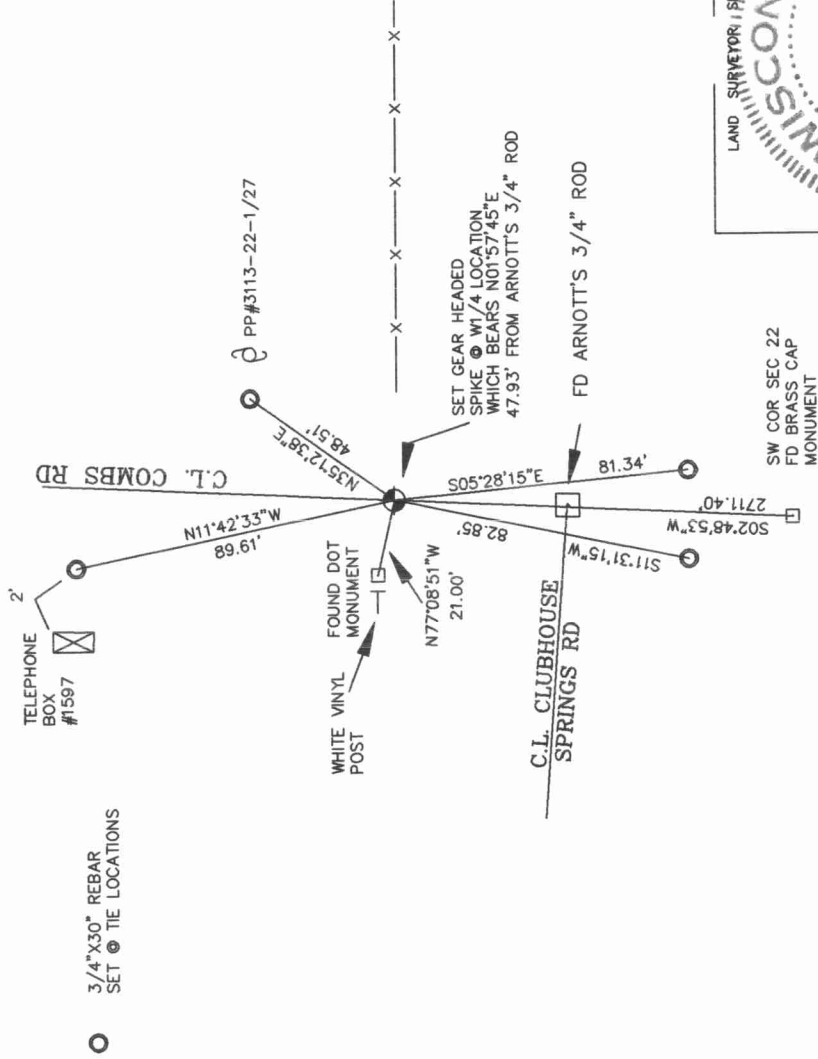 TELEPHONE
BOX
#1597
2'
N11°42'33"W
89.61'
C.L. COMBS RD
PP#3113-22-1/27
N35°12'38"E
48.51'
3/4"X30" REBAR
SET @ TIE LOCATIONS
WHITE VINYL
POST
FOUND DOT
MONUMENT
N77°08'51"W
21.00'
X X X X X
SET GEAR HEADED
SPIKE @ W1/4 LOCATION
WHICH BEARS N01°57'45"E
47.93' FROM ARNOTT'S 3/4" ROD
FD ARNOTT'S 3/4" ROD
S05°28'15"E
81.34'
82.85'
S11°31'15"W
2711.40'
S02°48'53"W
C.L. CLUBHOUSE
SPRINGS RD
SW COR SEC 22
FD BRASS CAP
MONUMENT
LAND SURVEYOR